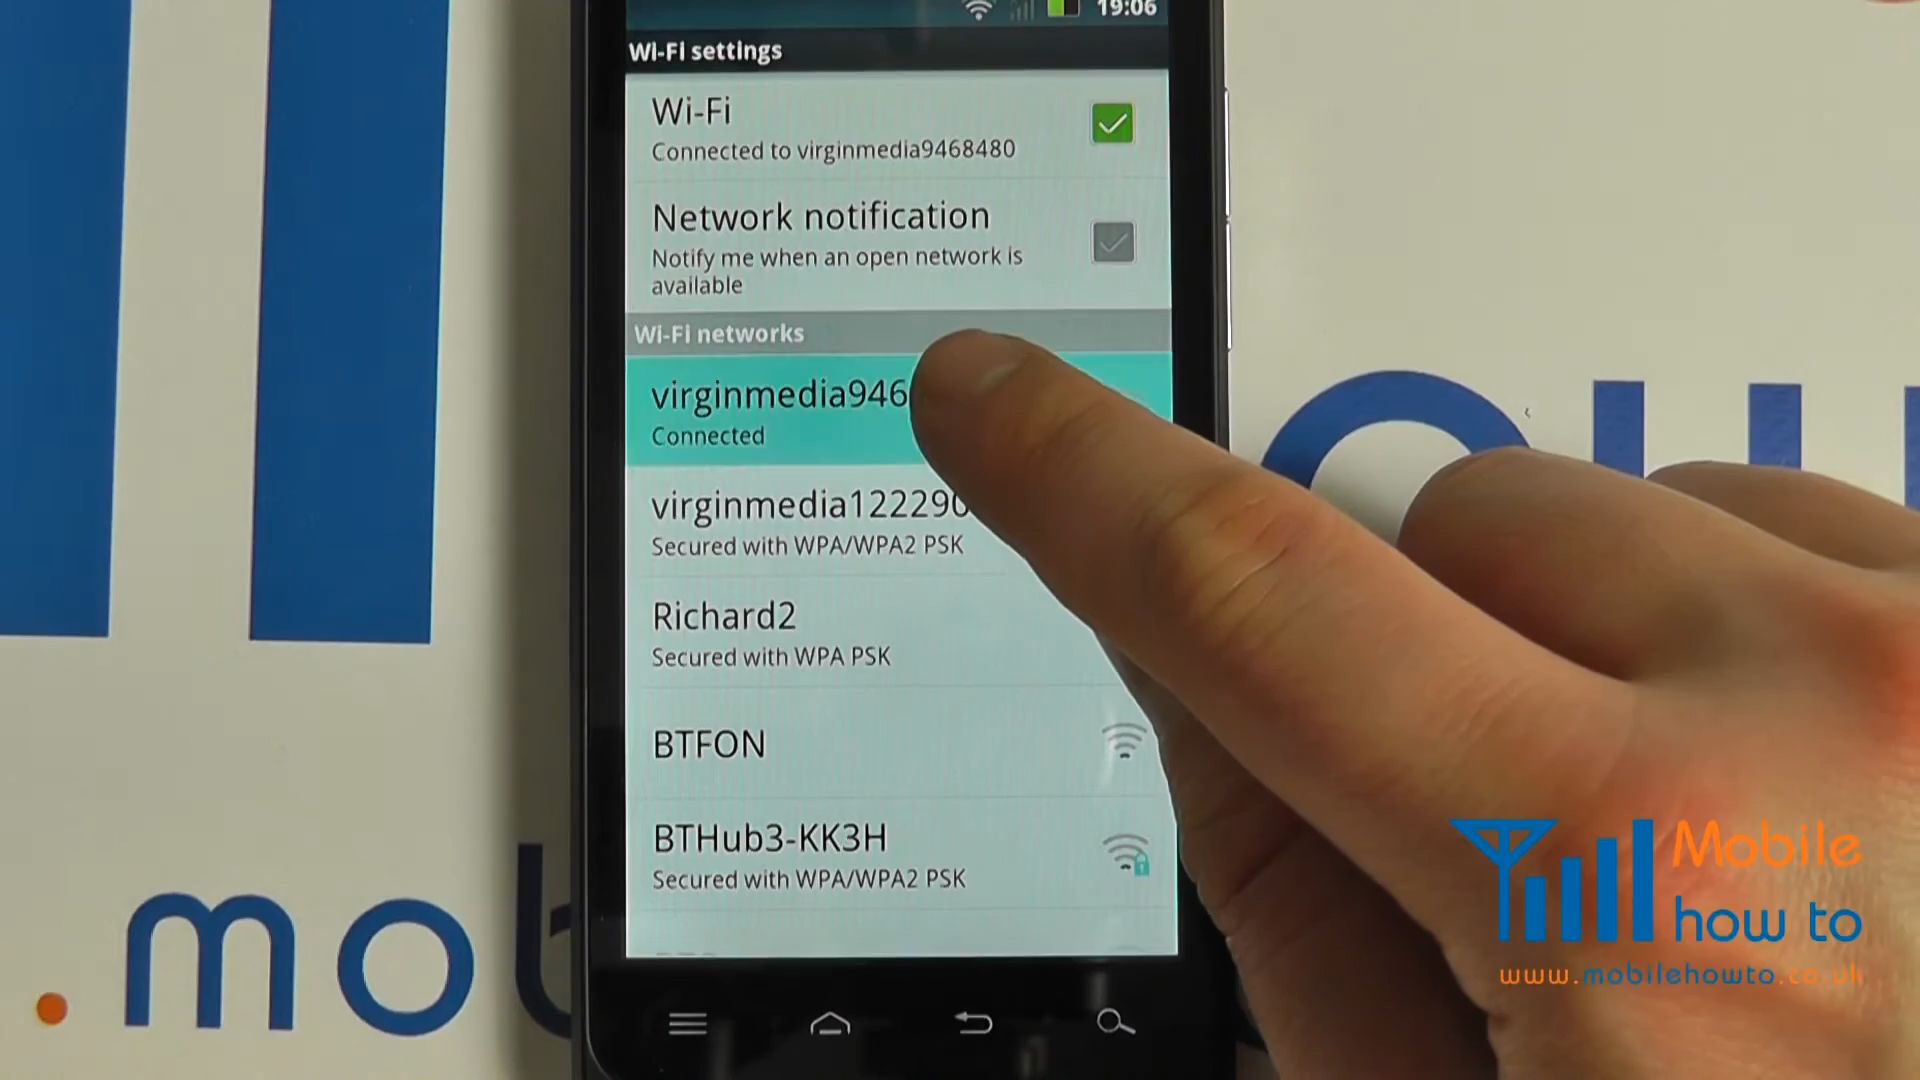 19:06
Wi-Fi settings
Wi-Fi
Connected to virginmedia9468480
Network notification
Notify me when an open network is
available
Wi-Fi networks
virginmedia946
Connected
virginmedia122290
Secured with WPA/WPA2 PSK
Richard2
Secured with WPA PSK
BTFON
BTHub3-KK3H
Secured with WPA/WPA2 PSK
.mob
Mobile
how to
www.mobilehowto.co.uk